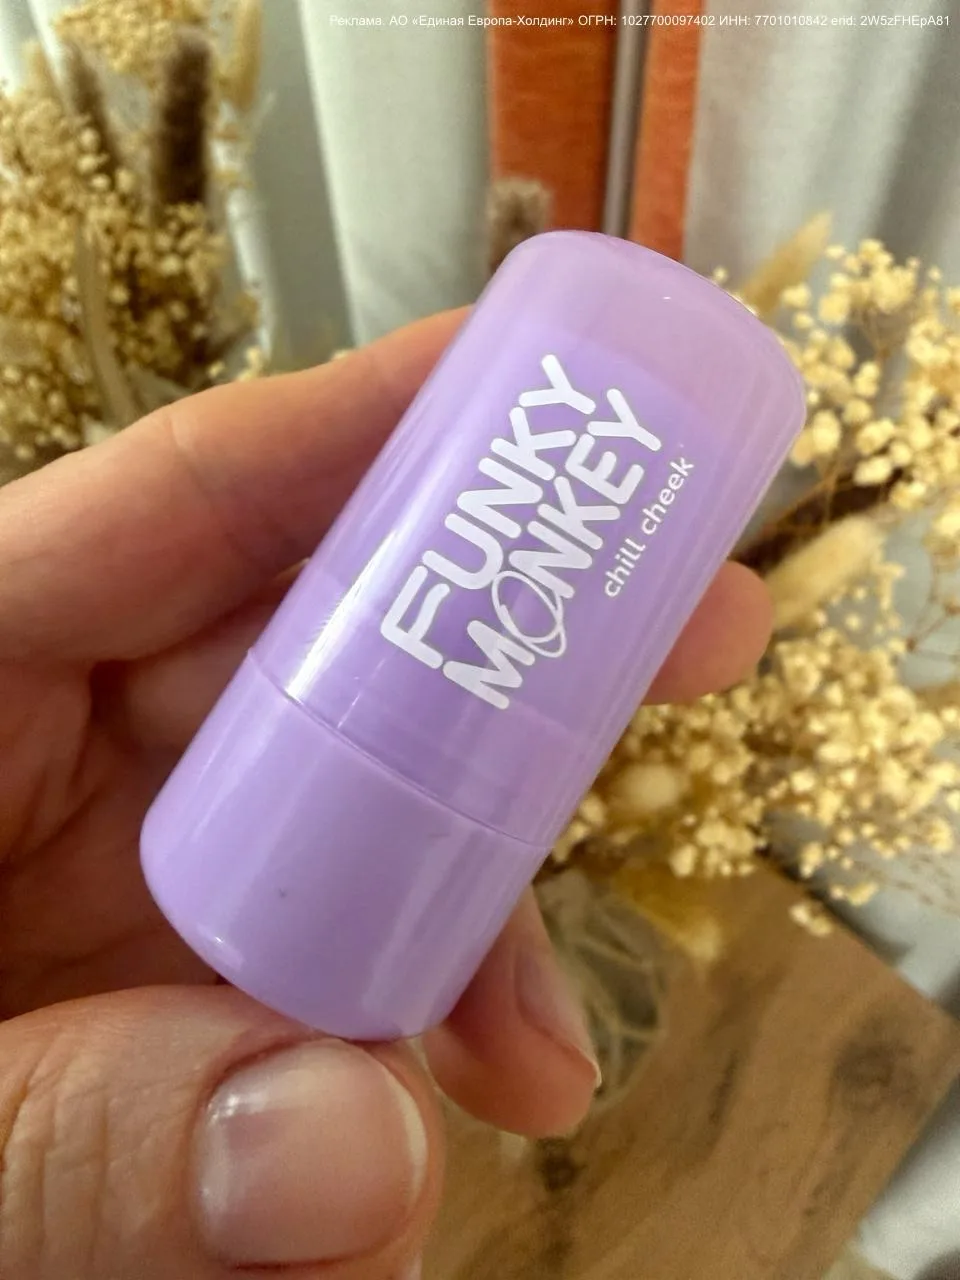 Реклама. АО «Единая Европа-Холдинг» ОГРН: 1027700097402 ИНН: 7701010842 erid: 2W5zFHEpA81
FUNKY
MONKEY
chill cheek